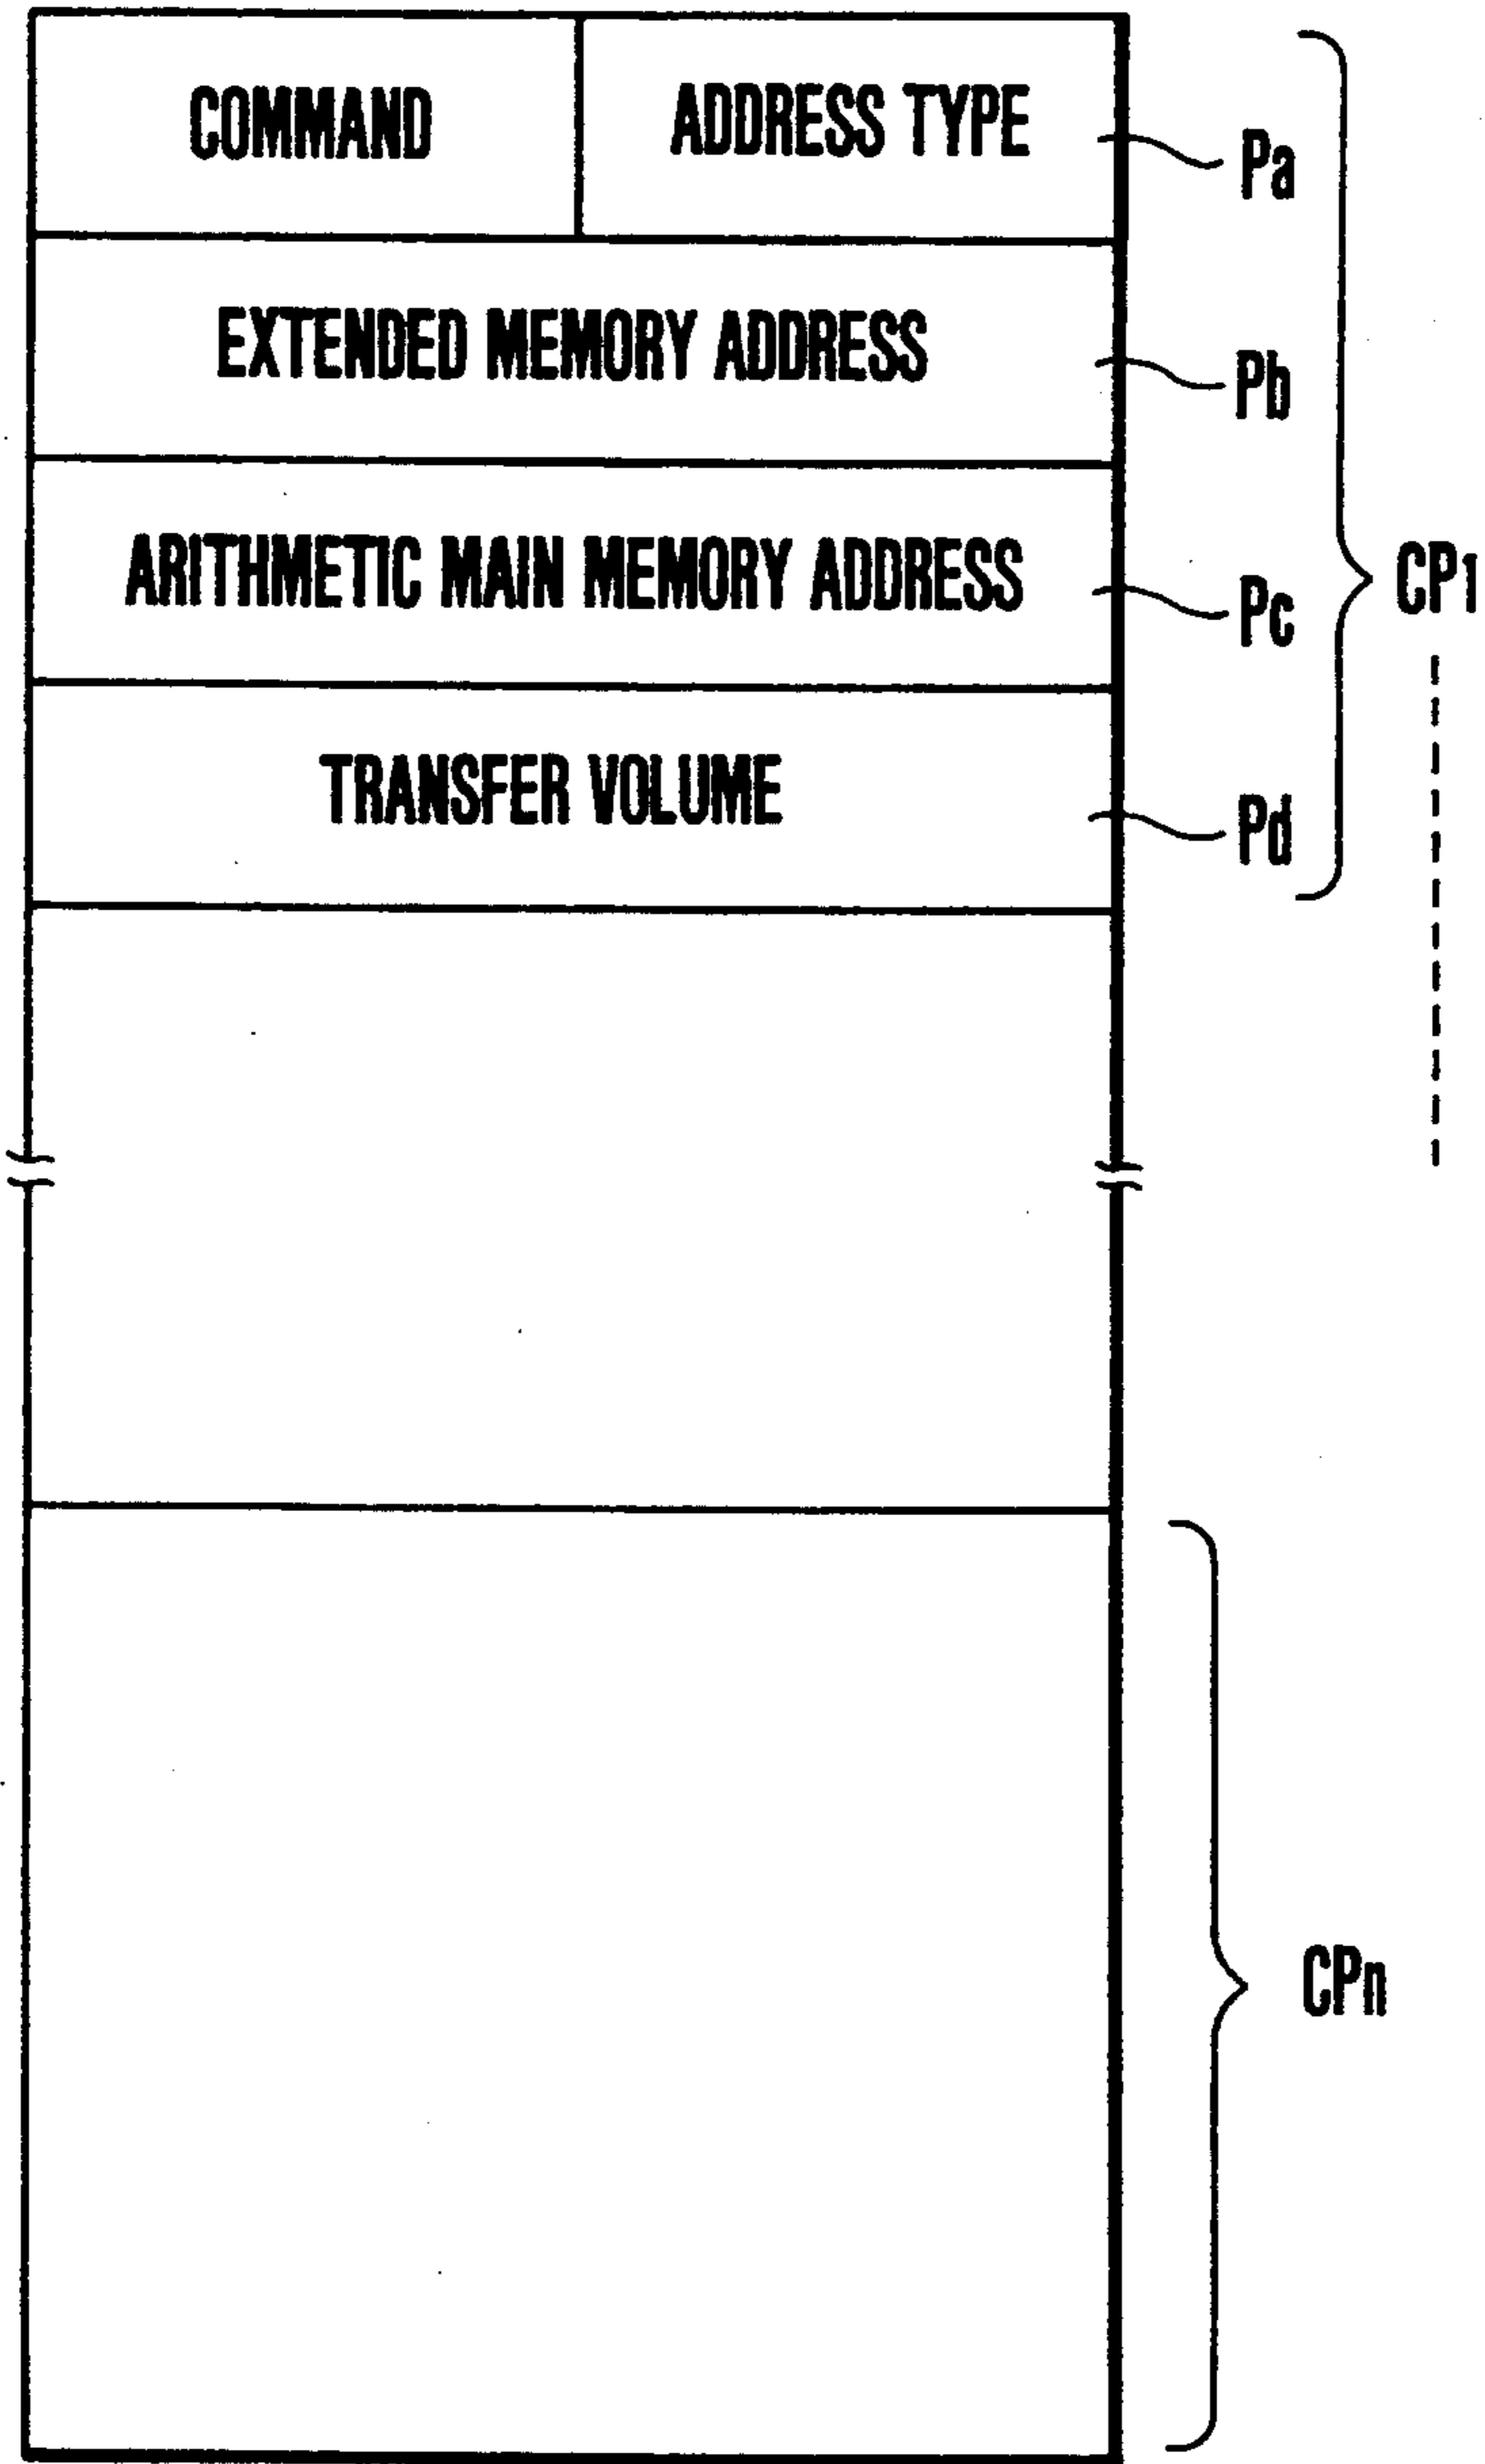 COMMAND
ADDRESS TYPE
Pa
EXTENDED MEMORY ADDRESS
Pb
ARITHMETIC MAIN MEMORY ADDRESS
Pc
CP1
TRANSFER VOLUME
Pd
CPn